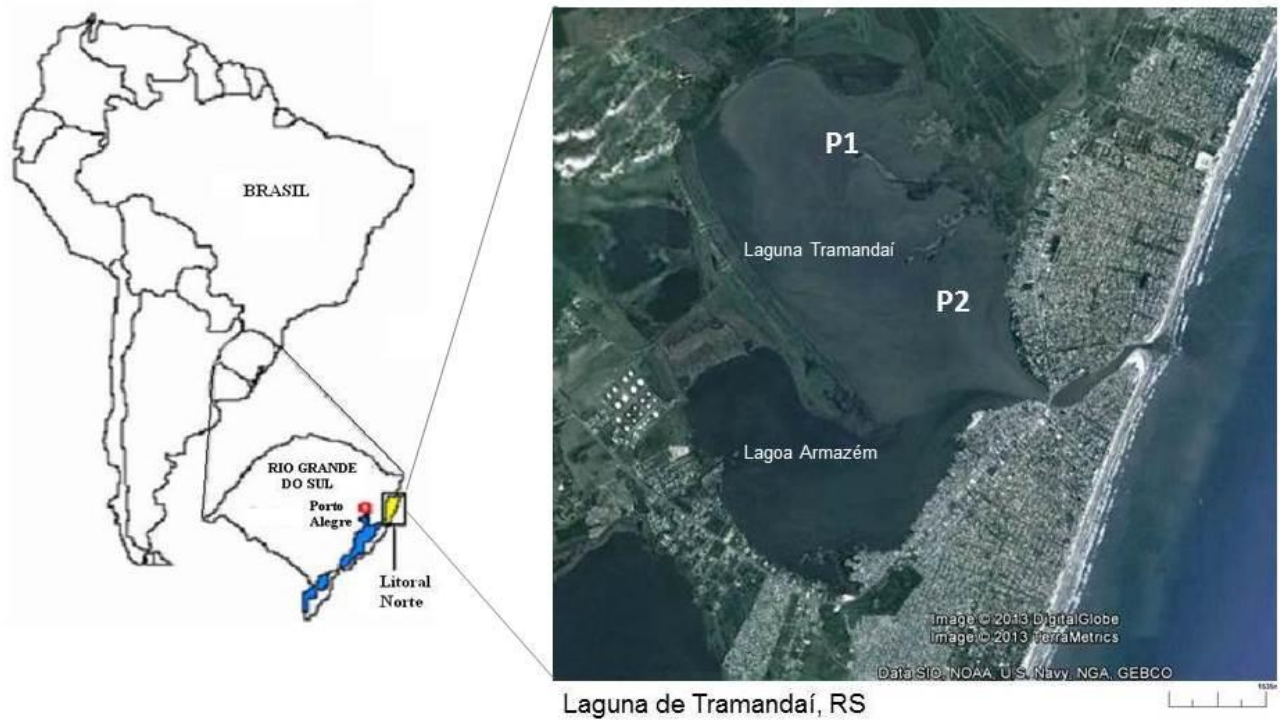 BRASIL
RIO GRANDE
DO SUL
Porto
Alegre
Litoral
Norte
P1
Laguna Tramandaí
P2
Lagoa Armazém
Image © 2013 DigitalGlobe
Image © 2013 TerraMetrics
Data SIO, NOAA, U.S. Navy, NGA, GEBCO
Laguna de Tramandaí, RS